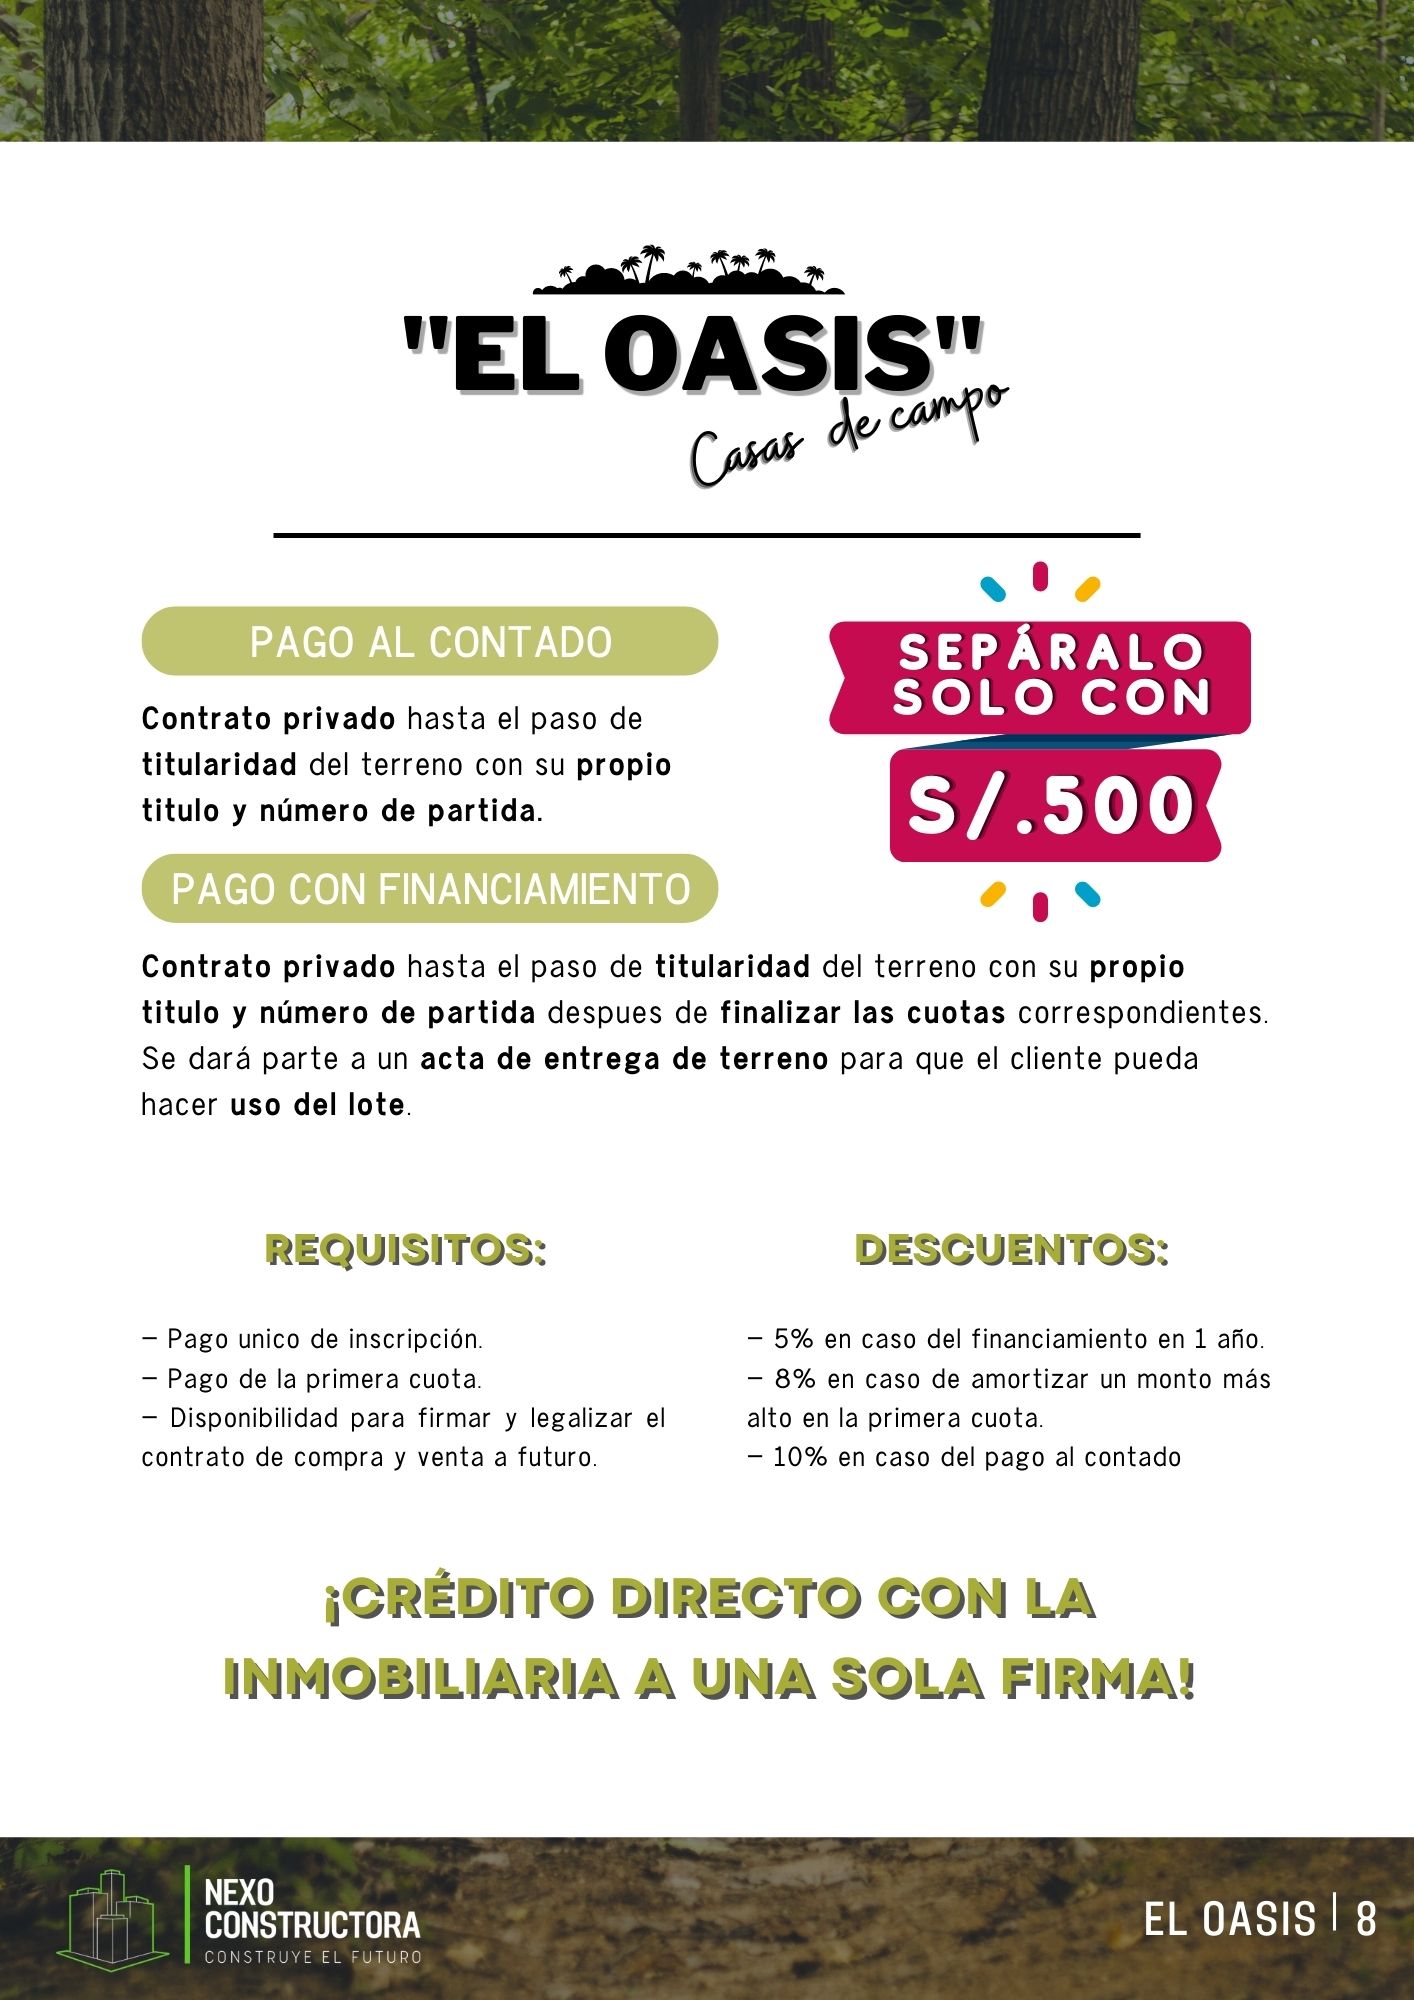 "EL OASIS"
Casas de campo
PAGO AL CONTADO
Contrato privado hasta el paso de
titularidad del terreno con su propio
titulo y número de partida.
SEPÁRALO
SOLO CON
S/.500
PAGO CON FINANCIAMIENTO
Contrato privado hasta el paso de titularidad del terreno con su propio
titulo y número de partida despues de finalizar las cuotas correspondientes.
Se dará parte a un acta de entrega de terreno para que el cliente pueda
hacer uso del lote.
REQUISITOS:
– Pago unico de inscripción.
– Pago de la primera cuota.
– Disponibilidad para firmar y legalizar el
contrato de compra y venta a futuro.
DESCUENTOS:
– 5% en caso del financiamiento en 1 año.
– 8% en caso de amortizar un monto más
alto en la primera cuota.
– 10% en caso del pago al contado
¡CRÉDITO DIRECTO CON LA
INMOBILIARIA A UNA SOLA FIRMA!
NEXO
CONSTRUCTORA
CONSTRUYE EL FUTURO
EL OASIS | 8